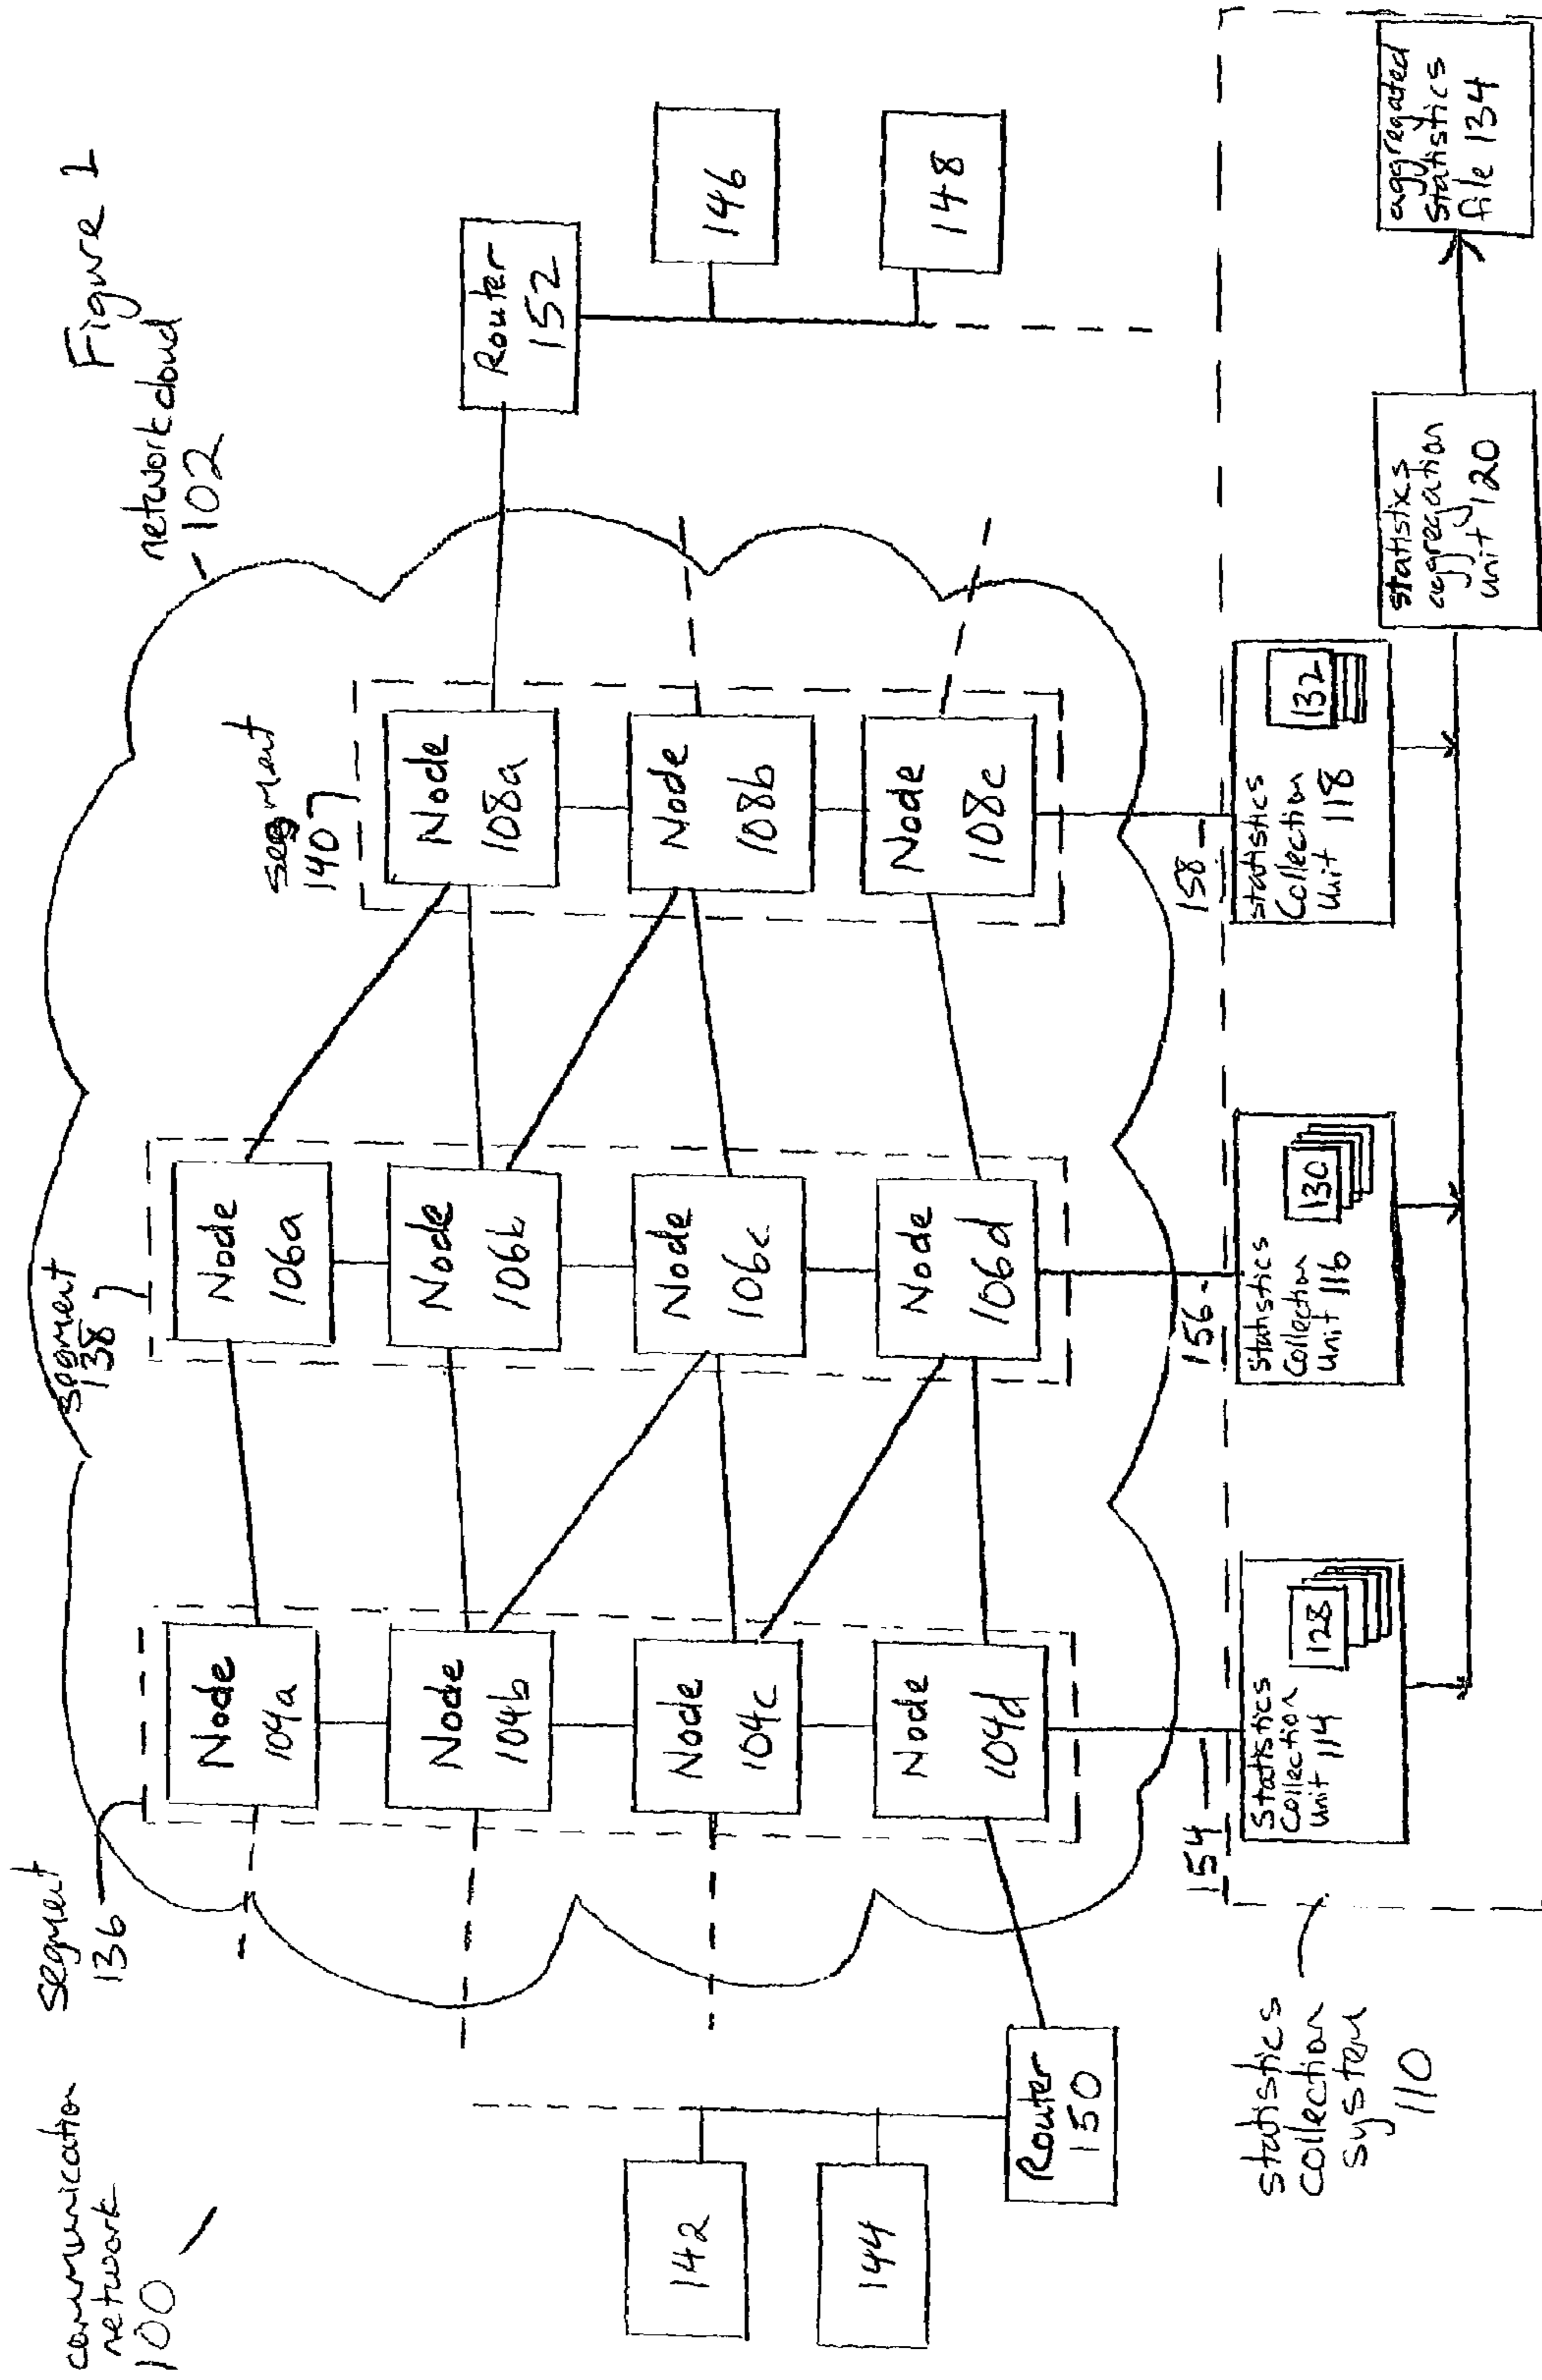 Figure 1
communication
network
100
segment
136
segment
138
segment
140
network cloud
102
Node
104a
Node
106a
Node
108a
Router
152
Node
104b
Node
106b
Node
108b
146
148
Node
104c
Node
106c
Node
108c
Node
104d
Node
106d
142
144
Router
150
154
156
158
statistics
collection
system
110
Statistics
Collection
Unit 114
128
Statistics
Collection
Unit 116
130
Statistics
Collection
Unit 118
132
Statistics
aggregation
unit 120
aggregated
Statistics
file 134